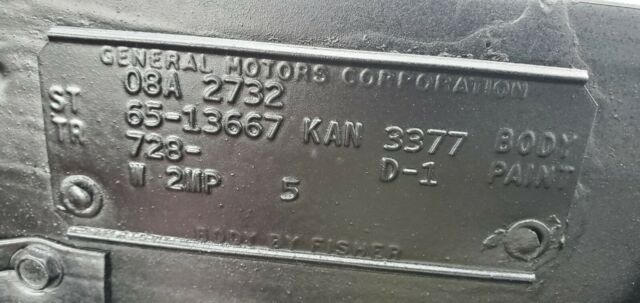 GENERAL MOTORS CORPORATION
08A 2732
ST 65-13667 KAN 3377 BODY
TR 728- D-1 PAINT
W 2MP 5
BODY BY FISHER